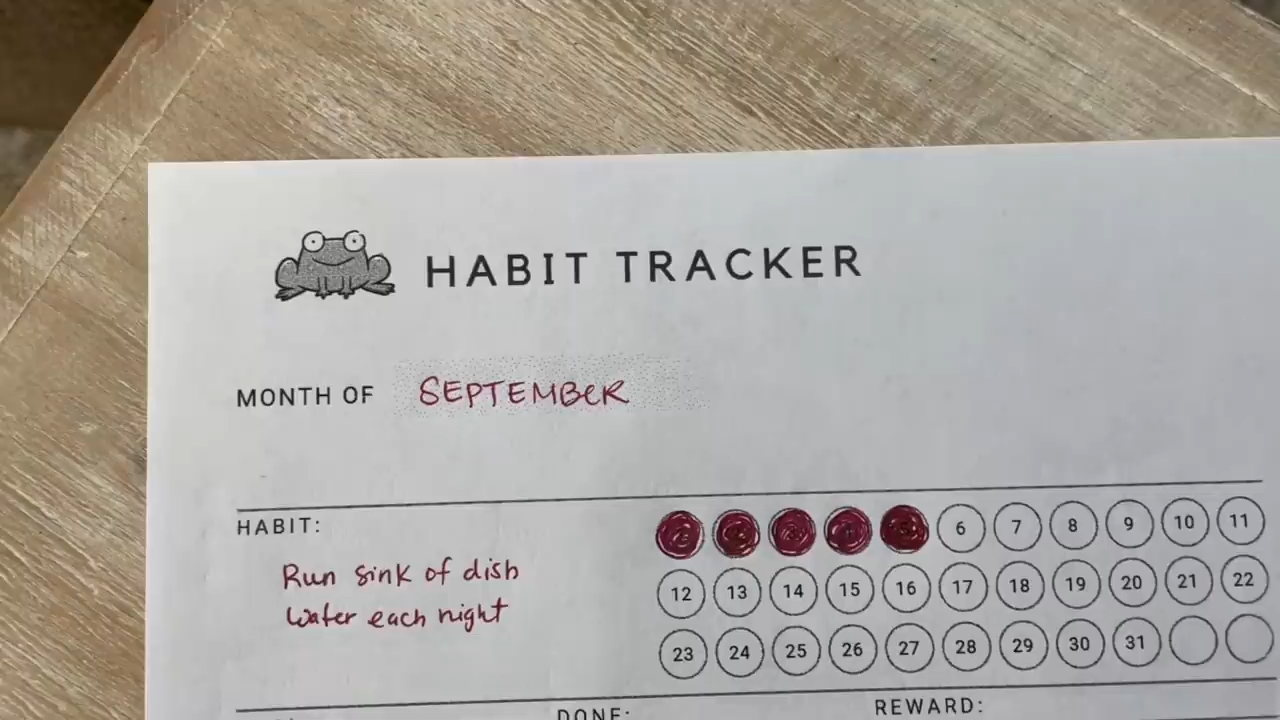 HABIT TRACKER
MONTH OF SEPTEMBER
HABIT:
Run sink of dish
water each night
6 7 8 9 10 11
12 13 14 15 16 17 18 19 20 21 22
23 24 25 26 27 28 29 30 31
DONE: REWARD: